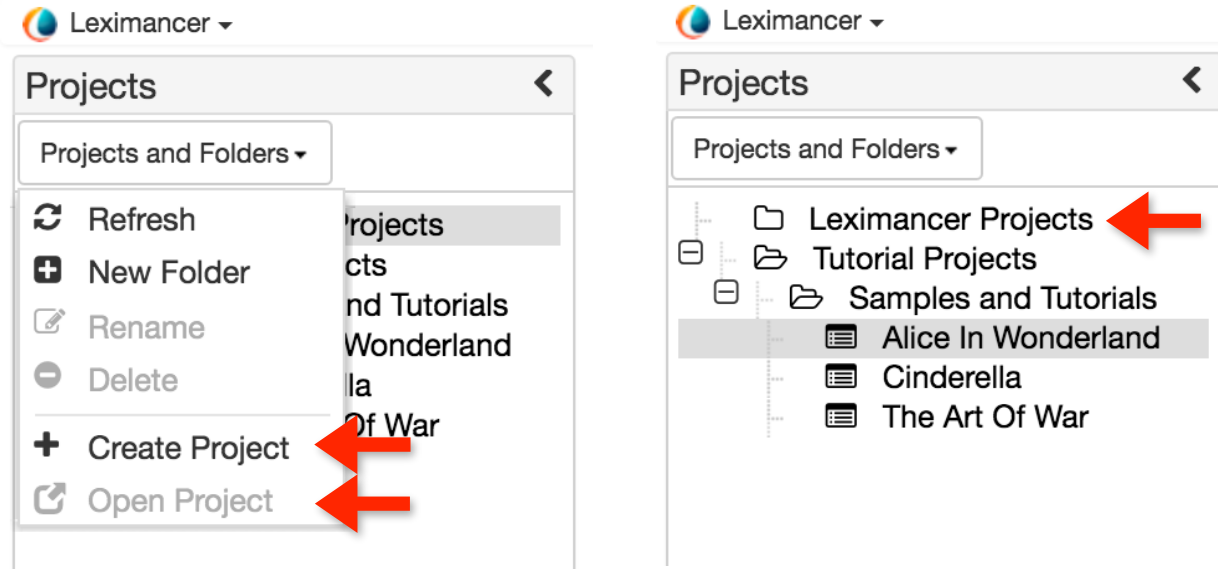 Leximancer
Projects
Projects and Folders
Refresh
New Folder
Rename
Delete
Create Project
Open Project
Projects
cts
nd Tutorials
Wonderland
lla
Of War
Leximancer
Projects
Projects and Folders
Leximancer Projects
Tutorial Projects
Samples and Tutorials
Alice In Wonderland
Cinderella
The Art Of War